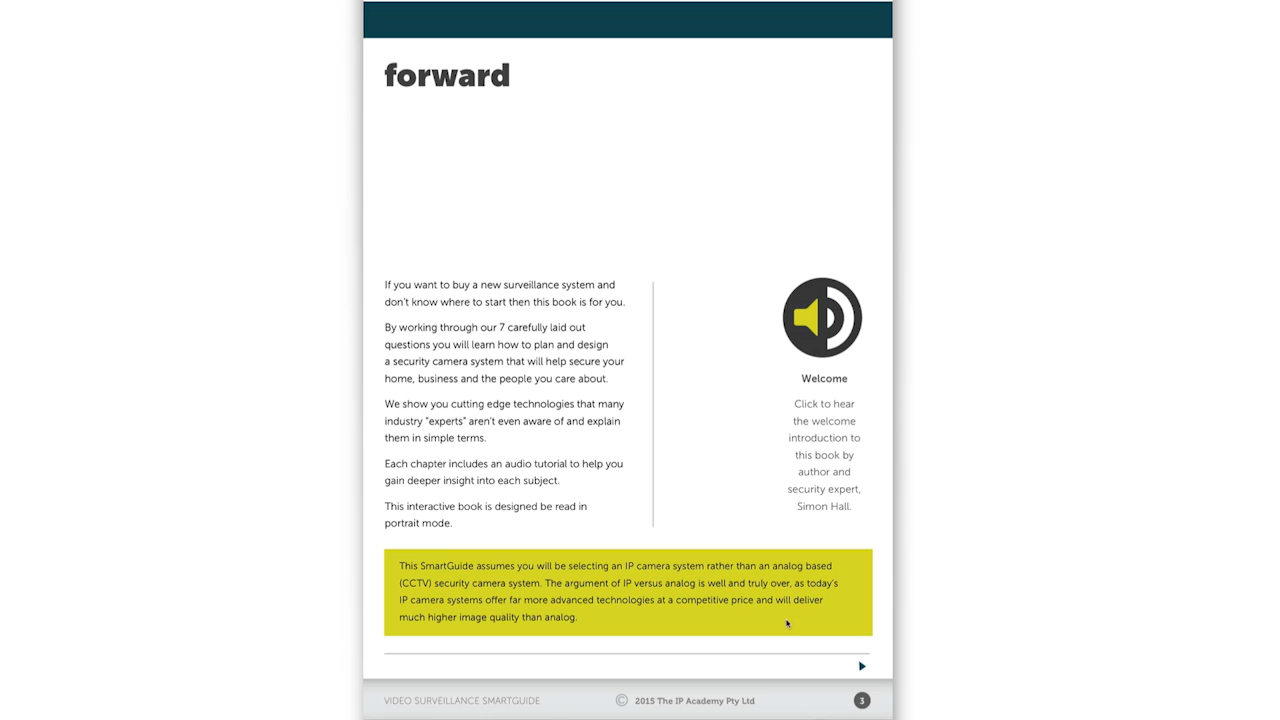 forward
If you want to buy a new surveillance system and
don't know where to start then this book is for you.
By working through our 7 carefully laid out
questions you will learn how to plan and design
a security camera system that will help secure your
home, business and the people you care about.
We show you cutting edge technologies that many
industry "experts" aren't even aware of and explain
them in simple terms.
Each chapter includes an audio tutorial to help you
gain deeper insight into each subject.
This interactive book is designed be read in
portrait mode.
Welcome
Click to hear
the welcome
introduction to
this book by
author and
security expert,
Simon Hall.
This SmartGuide assumes you will be selecting an IP camera system rather than an analog based
(CCTV) security camera system. The argument of IP versus analog is well and truly over, as today's
IP camera systems offer far more advanced technologies at a competitive price and will deliver
much higher image quality than analog.
VIDEO SURVEILLANCE SMARTGUIDE
© 2015 The IP Academy Pty Ltd
3